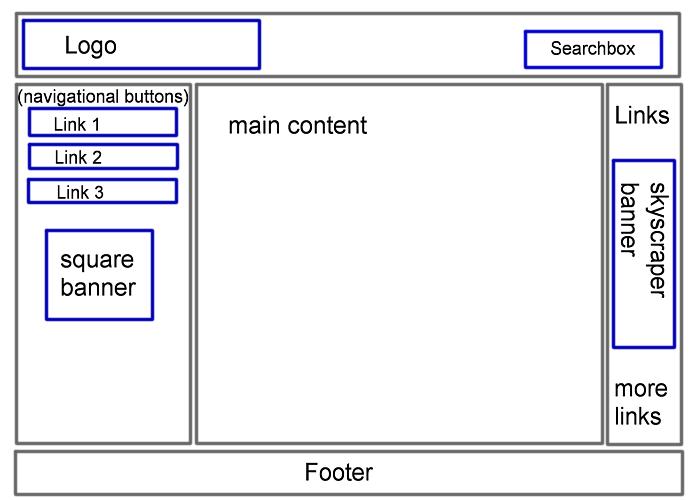 Logo
Searchbox
(navigational buttons)
Link 1
Link 2
Link 3
square
banner
main content
Links
skyscraper
banner
more
links
Footer